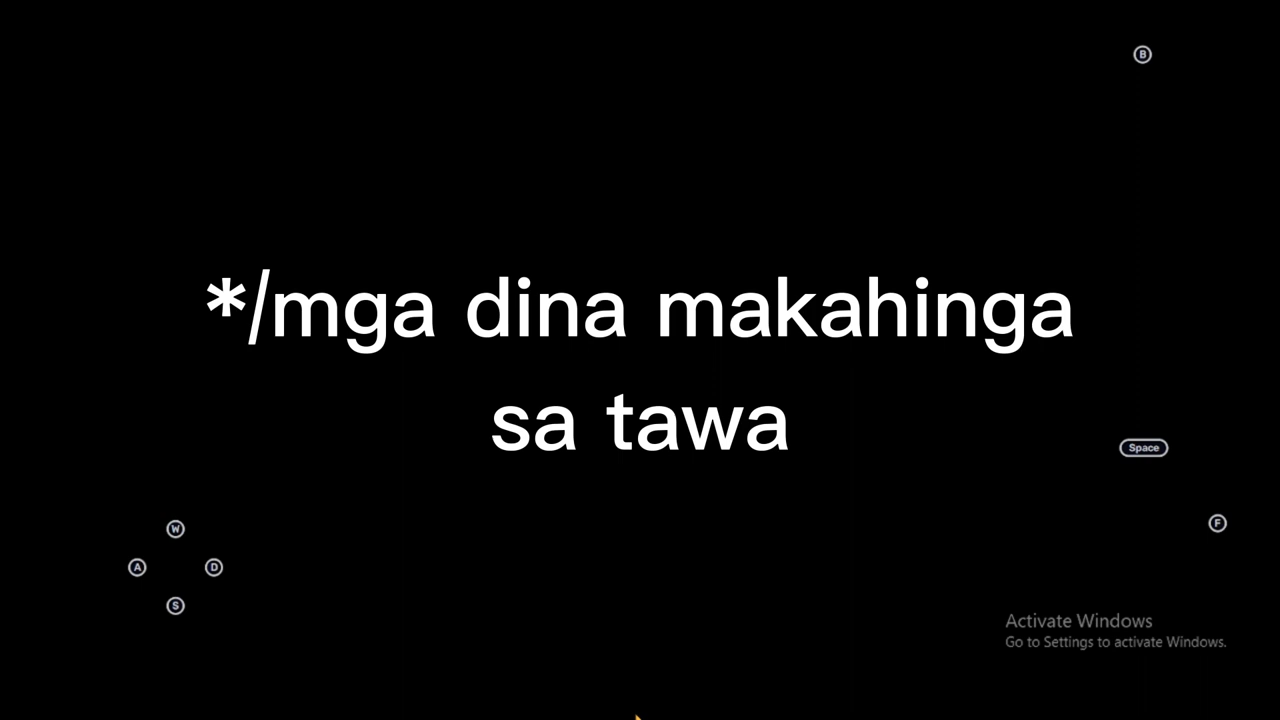 B
*/mga dina makahinga
sa tawa
Space
F
W
A D
S
Activate Windows
Go to Settings to activate Windows.